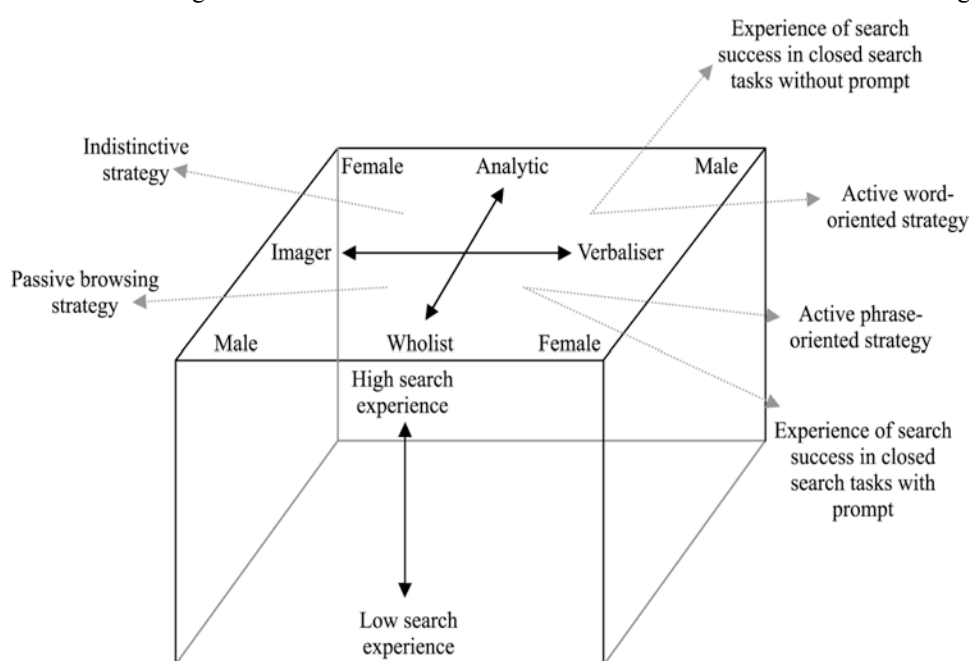 Experience of search
success in closed search
tasks without prompt
Indistinctive
strategy
Female
Analytic
Male
Active word-
oriented strategy
Imager
Verbaliser
Passive browsing
strategy
Active phrase-
oriented strategy
Male
Wholist
Female
High search
experience
Experience of search
success in closed
search tasks with
prompt
Low search
experience